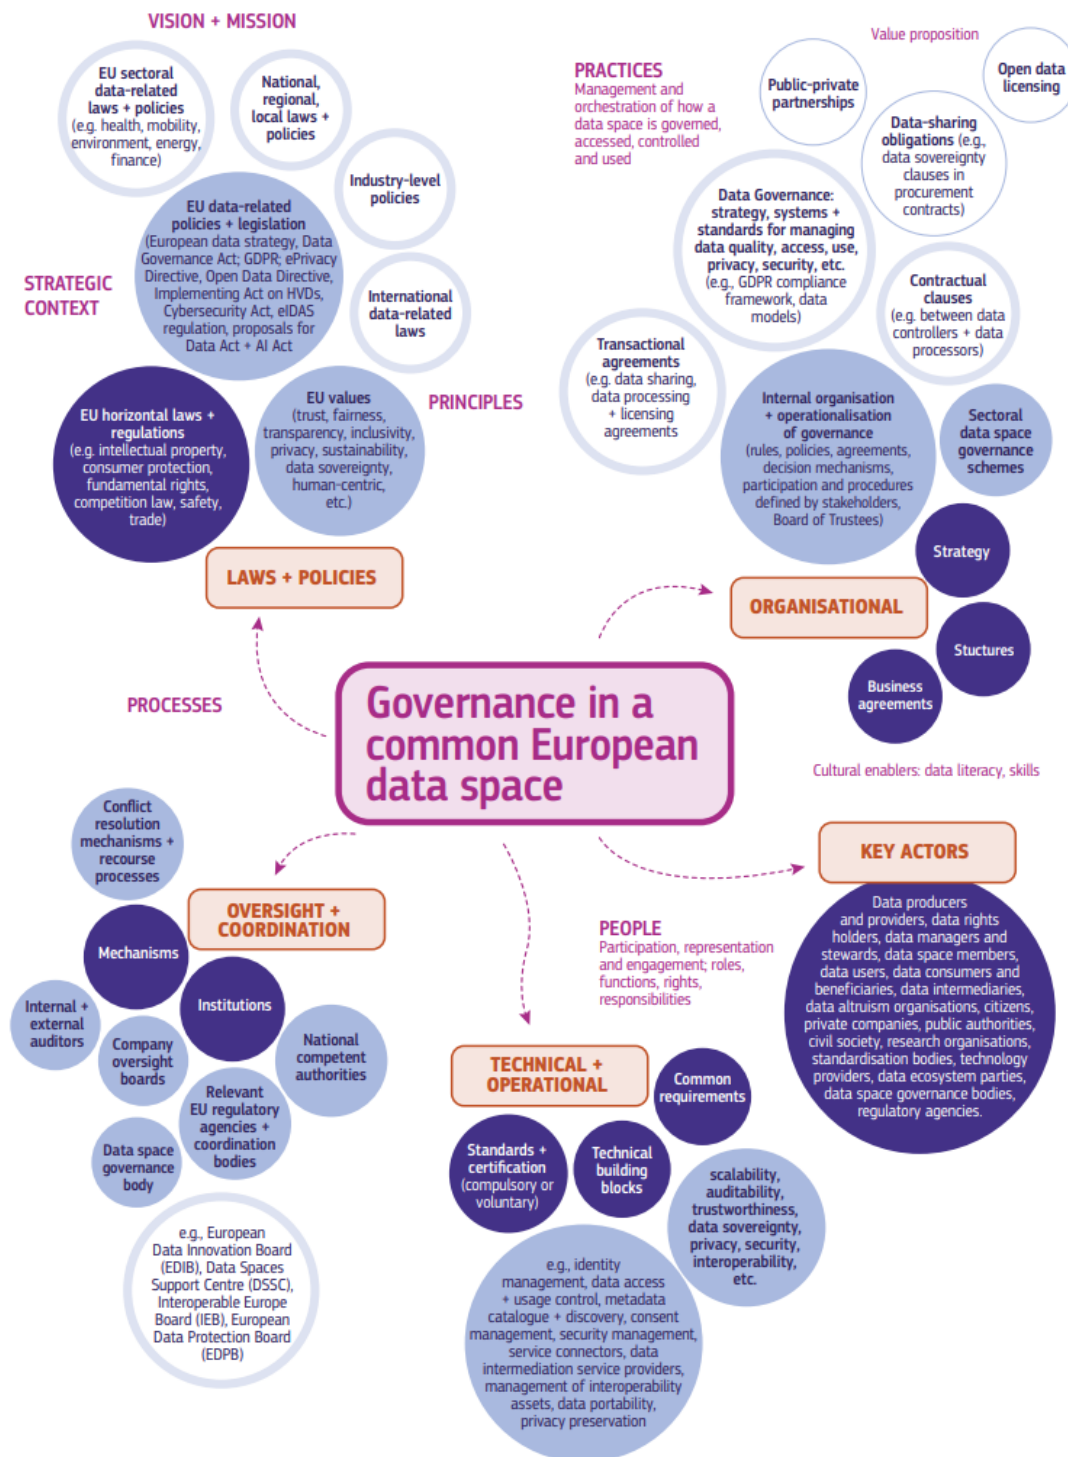 VISION + MISSION
EU sectoral
data-related
laws + policies
(e.g. health, mobility,
environment, energy,
finance)
National,
regional,
local laws +
policies
Industry-level
policies
EU data-related
policies + legislation
(European data strategy, Data
Governance Act; GDPR; ePrivacy
Directive, Open Data Directive,
Implementing Act on HVDs,
Cybersecurity Act, eIDAS
regulation, proposals for
Data Act + AI Act
STRATEGIC
CONTEXT
International
data-related
laws
EU horizontal laws +
regulations
(e.g. intellectual property,
consumer protection,
fundamental rights,
competition law, safety,
trade)
EU values
(trust, fairness,
transparency, inclusivity,
privacy, sustainability,
data sovereignty,
human-centric,
etc.)
PRINCIPLES
LAWS + POLICIES
PRACTICES
Management and
orchestration of how a
data space is governed,
accessed, controlled
and used
Value proposition
Public-private
partnerships
Open data
licensing
Data-sharing
obligations (e.g.,
data sovereignty
clauses in
procurement
contracts)
Data Governance:
strategy, systems +
standards for managing
data quality, access, use,
privacy, security, etc.
(e.g., GDPR compliance
framework, data
models)
Contractual
clauses
(e.g. between data
controllers + data
processors)
Transactional
agreements
(e.g. data sharing,
data processing
+ licensing
agreements
Internal organisation
+ operationalisation
of governance
(rules, policies, agreements,
decision mechanisms,
participation and procedures
defined by stakeholders,
Board of Trustees)
Sectoral
data space
governance
schemes
Strategy
ORGANISATIONAL
Stuctures
Business
agreements
Cultural enablers: data literacy, skills
PROCESSES
Governance in a
common European
data space
Conflict
resolution
mechanisms +
recourse
processes
OVERSIGHT +
COORDINATION
Mechanisms
Institutions
Internal +
external
auditors
Company
oversight
boards
National
competent
authorities
Relevant
EU regulatory
agencies +
coordination
bodies
Data space
governance
body
e.g., European
Data Innovation Board
(EDIB), Data Spaces
Support Centre (DSSC),
Interoperable Europe
Board (IEB), European
Data Protection Board
(EDPB)
PEOPLE
Participation, representation
and engagement; roles,
functions, rights,
responsibilities
KEY ACTORS
Data producers
and providers, data rights
holders, data managers and
stewards, data space members,
data users, data consumers and
beneficiaries, data intermediaries,
data altruism organisations, citizens,
private companies, public authorities,
civil society, research organisations,
standardisation bodies, technology
providers, data ecosystem parties,
data space governance bodies,
regulatory agencies.
TECHNICAL +
OPERATIONAL
Common
requirements
Standards +
certification
(compulsory or
voluntary)
Technical
building
blocks
scalability,
auditability,
trustworthiness,
data sovereignty,
privacy, security,
interoperability,
etc.
e.g., identity
management, data access
+ usage control, metadata
catalogue + discovery, consent
management, security management,
service connectors, data
intermediation service providers,
management of interoperability
assets, data portability,
privacy preservation